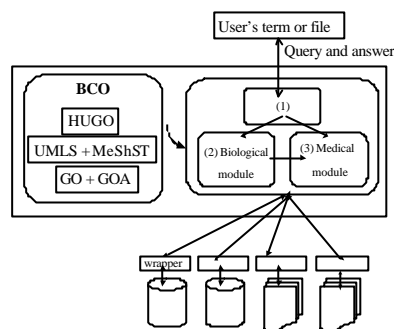 User's term or file
Query and answer
BCO
HUGO
UMLS + MeShST
GO + GOA
(1)
(2) Biological
module
(3) Medical
module
wrapper